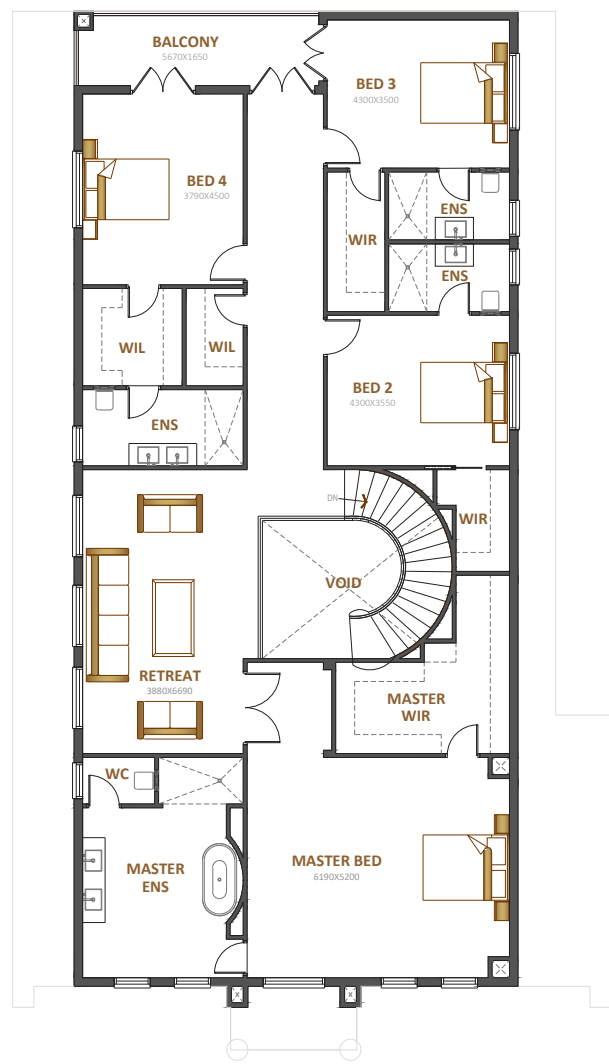 BALCONY
5670X1650
BED 3
4300X3500
BED 4
3790X4500
ENS
WIR
ENS
WIL
WIL
BED 2
4300X3550
ENS
DN
WIR
VOID
RETREAT
3880X6690
MASTER
WIR
WC
MASTER
ENS
MASTER BED
6190X5200